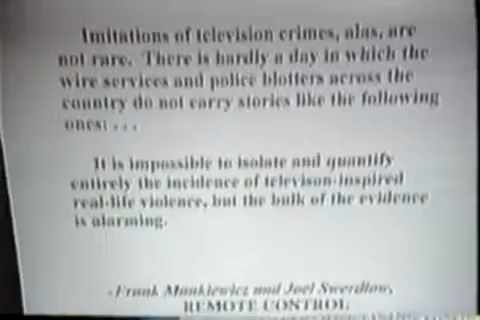 Imitations of television crimes, alas, are
not rare. There is hardly a day in which the
wire services and police blotters across the
country do not carry stories like the following
ones: . . .
It is impossible to isolate and quantify
entirely the incidence of televison-inspired
real-life violence, but the bulk of the evidence
is alarming.
-Frank Mankiewicz and Joel Swerdlow,
REMOTE CONTROL